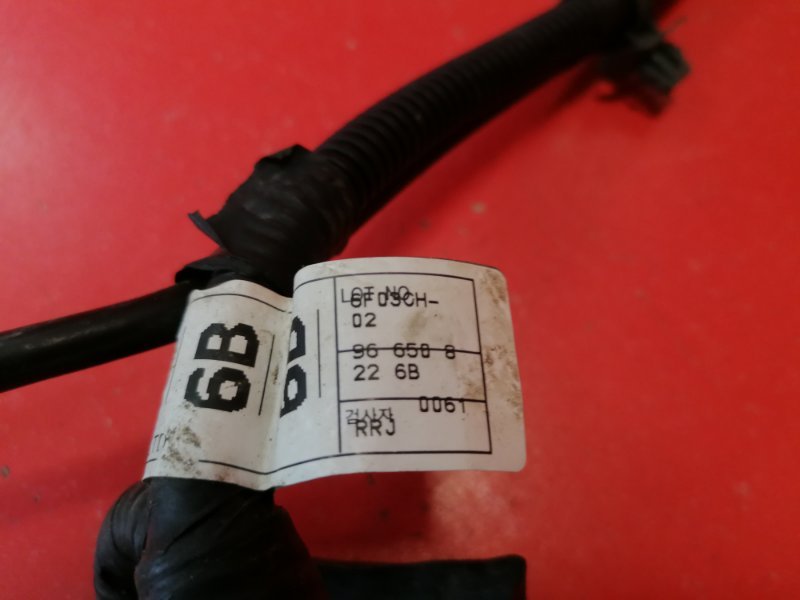 LOT NO
6F03CH-
02
96 650 8
22 6B
검사자 0061
RRJ
6B
6B